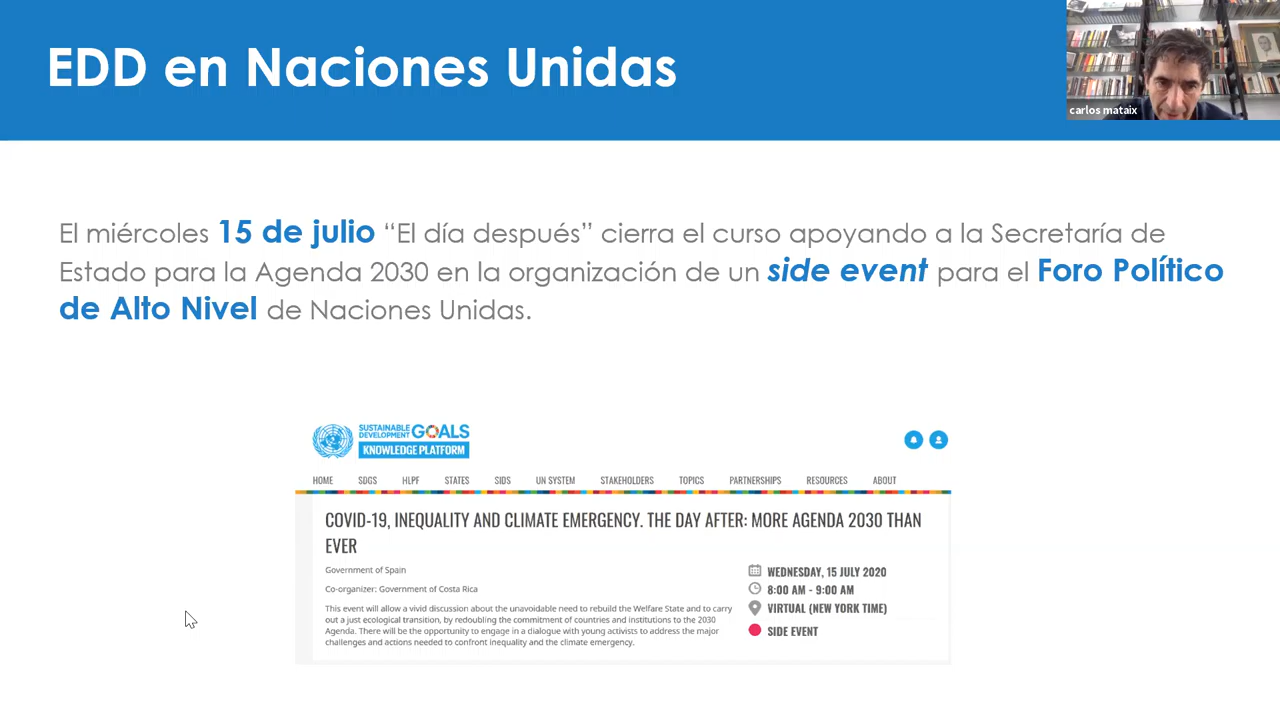 EDD en Naciones Unidas
carlos mataix
El miércoles 15 de julio “El día después” cierra el curso apoyando a la Secretaría de
Estado para la Agenda 2030 en la organización de un side event para el Foro Político
de Alto Nivel de Naciones Unidas.
SUSTAINABLE
DEVELOPMENT GOALS
KNOWLEDGE PLATFORM
HOME SDGS HLPF STATES SIDS UN SYSTEM STAKEHOLDERS TOPICS PARTNERSHIPS RESOURCES ABOUT
COVID-19, INEQUALITY AND CLIMATE EMERGENCY. THE DAY AFTER: MORE AGENDA 2030 THAN
EVER
Government of Spain
Co-organizer: Government of Costa Rica
This event will allow a vivid discussion about the unavoidable need to rebuild the Welfare State and to carry
out a just ecological transition, by redoubling the commitment of countries and institutions to the 2030
Agenda. There will be the opportunity to engage in a dialogue with young activists to address the major
challenges and actions needed to confront inequality and the climate emergency.
WEDNESDAY, 15 JULY 2020
8:00 AM - 9:00 AM
VIRTUAL (NEW YORK TIME)
SIDE EVENT